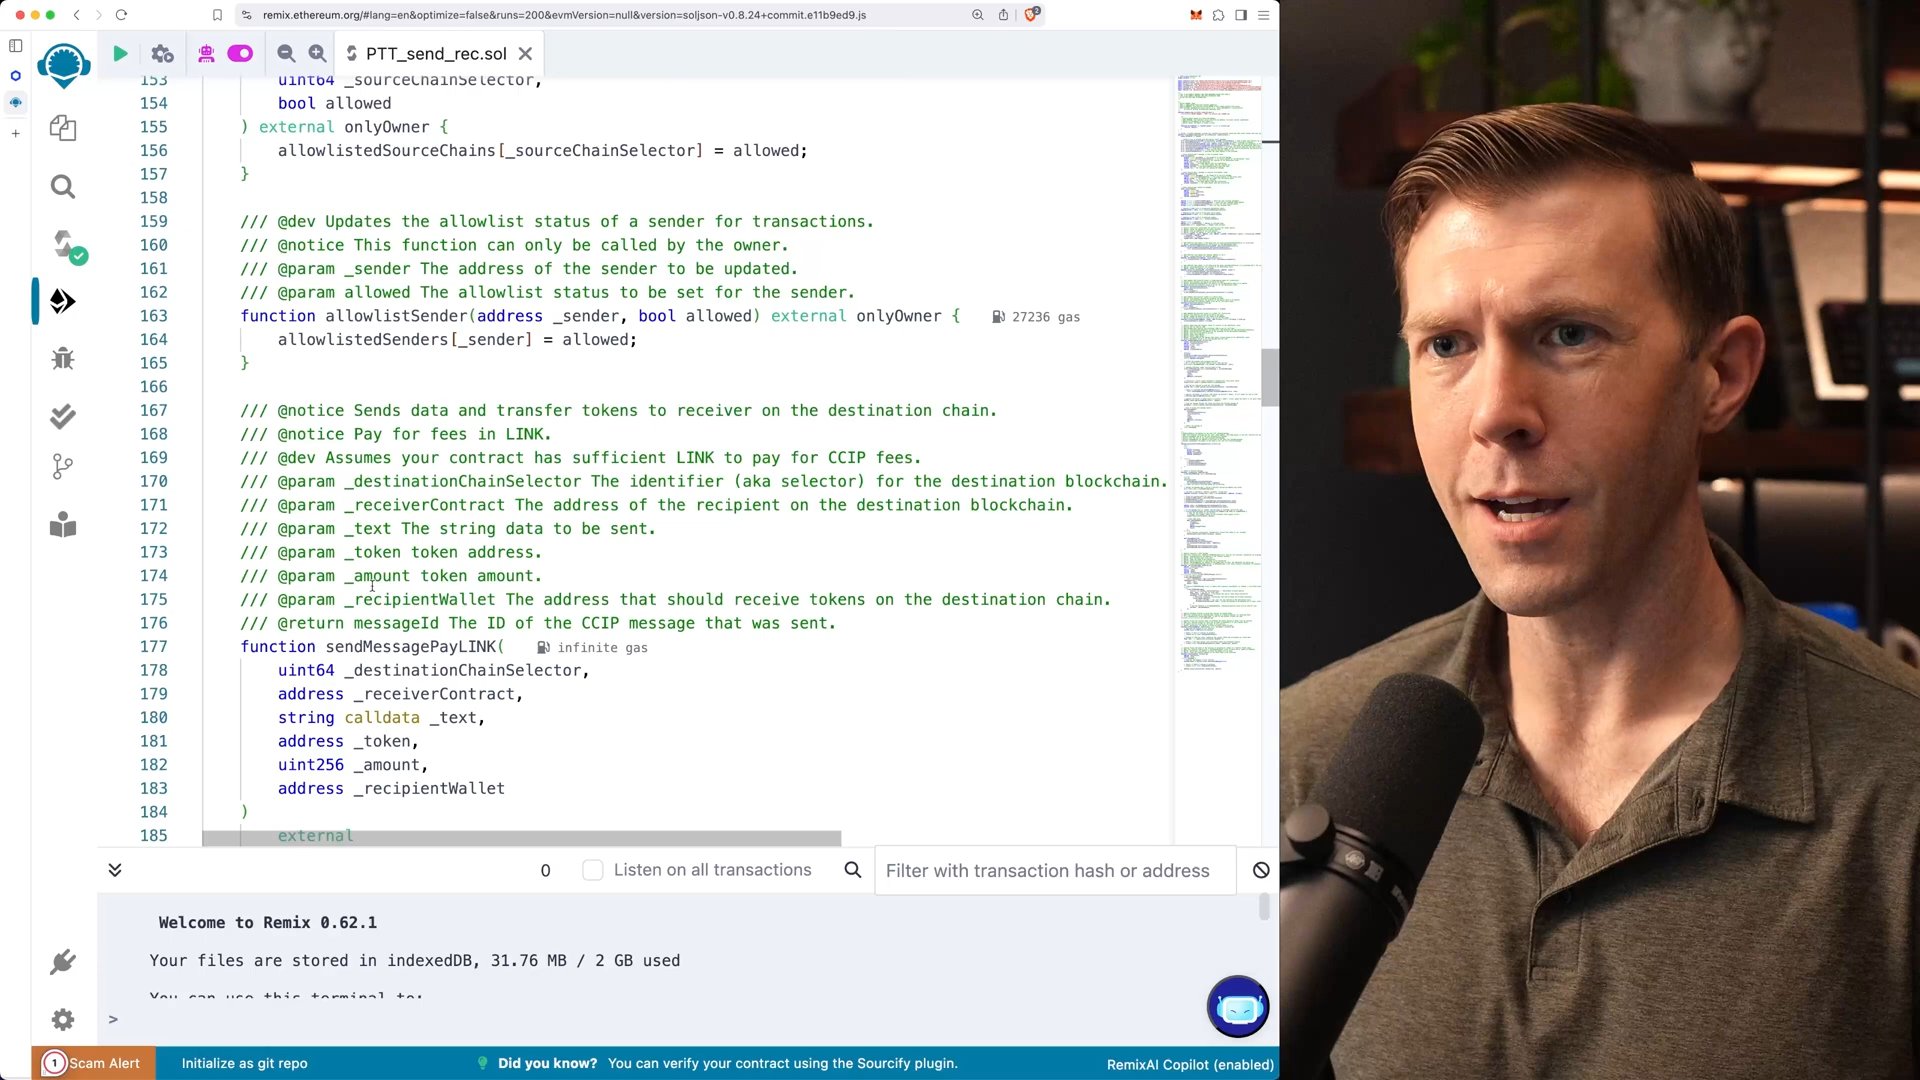 remix.ethereum.org/#lang=en&optimize=false&runs=200&evmVersion=null&version=soljson-v0.8.24+commit.e11b9ed9.js
2
PTT_send_rec.sol
153 uint64 _sourceChainSelector,
154 bool allowed
155 ) external onlyOwner {
156 allowlistedSourceChains[_sourceChainSelector] = allowed;
157 }
158
159 /// @dev Updates the allowlist status of a sender for transactions.
160 /// @notice This function can only be called by the owner.
161 /// @param _sender The address of the sender to be updated.
162 /// @param allowed The allowlist status to be set for the sender.
163 function allowlistSender(address _sender, bool allowed) external onlyOwner { 27236 gas
164 allowlistedSenders[_sender] = allowed;
165 }
166
167 /// @notice Sends data and transfer tokens to receiver on the destination chain.
168 /// @notice Pay for fees in LINK.
169 /// @dev Assumes your contract has sufficient LINK to pay for CCIP fees.
170 /// @param _destinationChainSelector The identifier (aka selector) for the destination blockchain.
171 /// @param _receiverContract The address of the recipient on the destination blockchain.
172 /// @param _text The string data to be sent.
173 /// @param _token token address.
174 /// @param _amount token amount.
175 /// @param _recipientWallet The address that should receive tokens on the destination chain.
176 /// @return messageId The ID of the CCIP message that was sent.
177 function sendMessagePayLINK( infinite gas
178 uint64 _destinationChainSelector,
179 address _receiverContract,
180 string calldata _text,
181 address _token,
182 uint256 _amount,
183 address _recipientWallet
184 )
185 external
0 Listen on all transactions Filter with transaction hash or address
Welcome to Remix 0.62.1
Your files are stored in indexedDB, 31.76 MB / 2 GB used
You can use this terminal to:
>
1 Scam Alert Initialize as git repo Did you know? You can verify your contract using the Sourcify plugin. RemixAI Copilot (enabled)